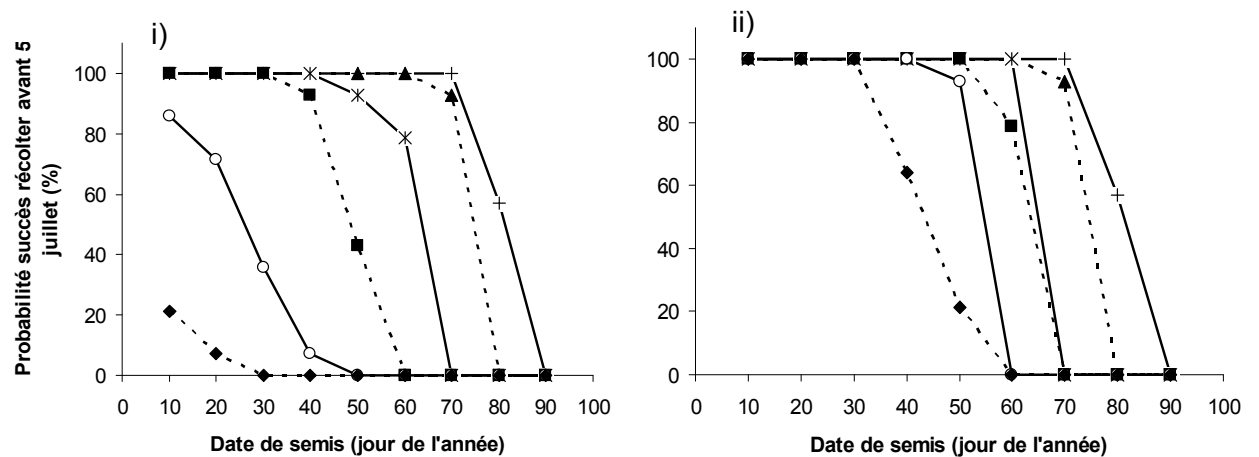 i)
ii)
Probabilité succès récolter avant 5
juillet (%)
100
80
60
40
20
0
0 10 20 30 40 50 60 70 80 90 100
Date de semis (jour de l'année)
100
80
60
40
20
0
0 10 20 30 40 50 60 70 80 90 100
Date de semis (jour de l'année)